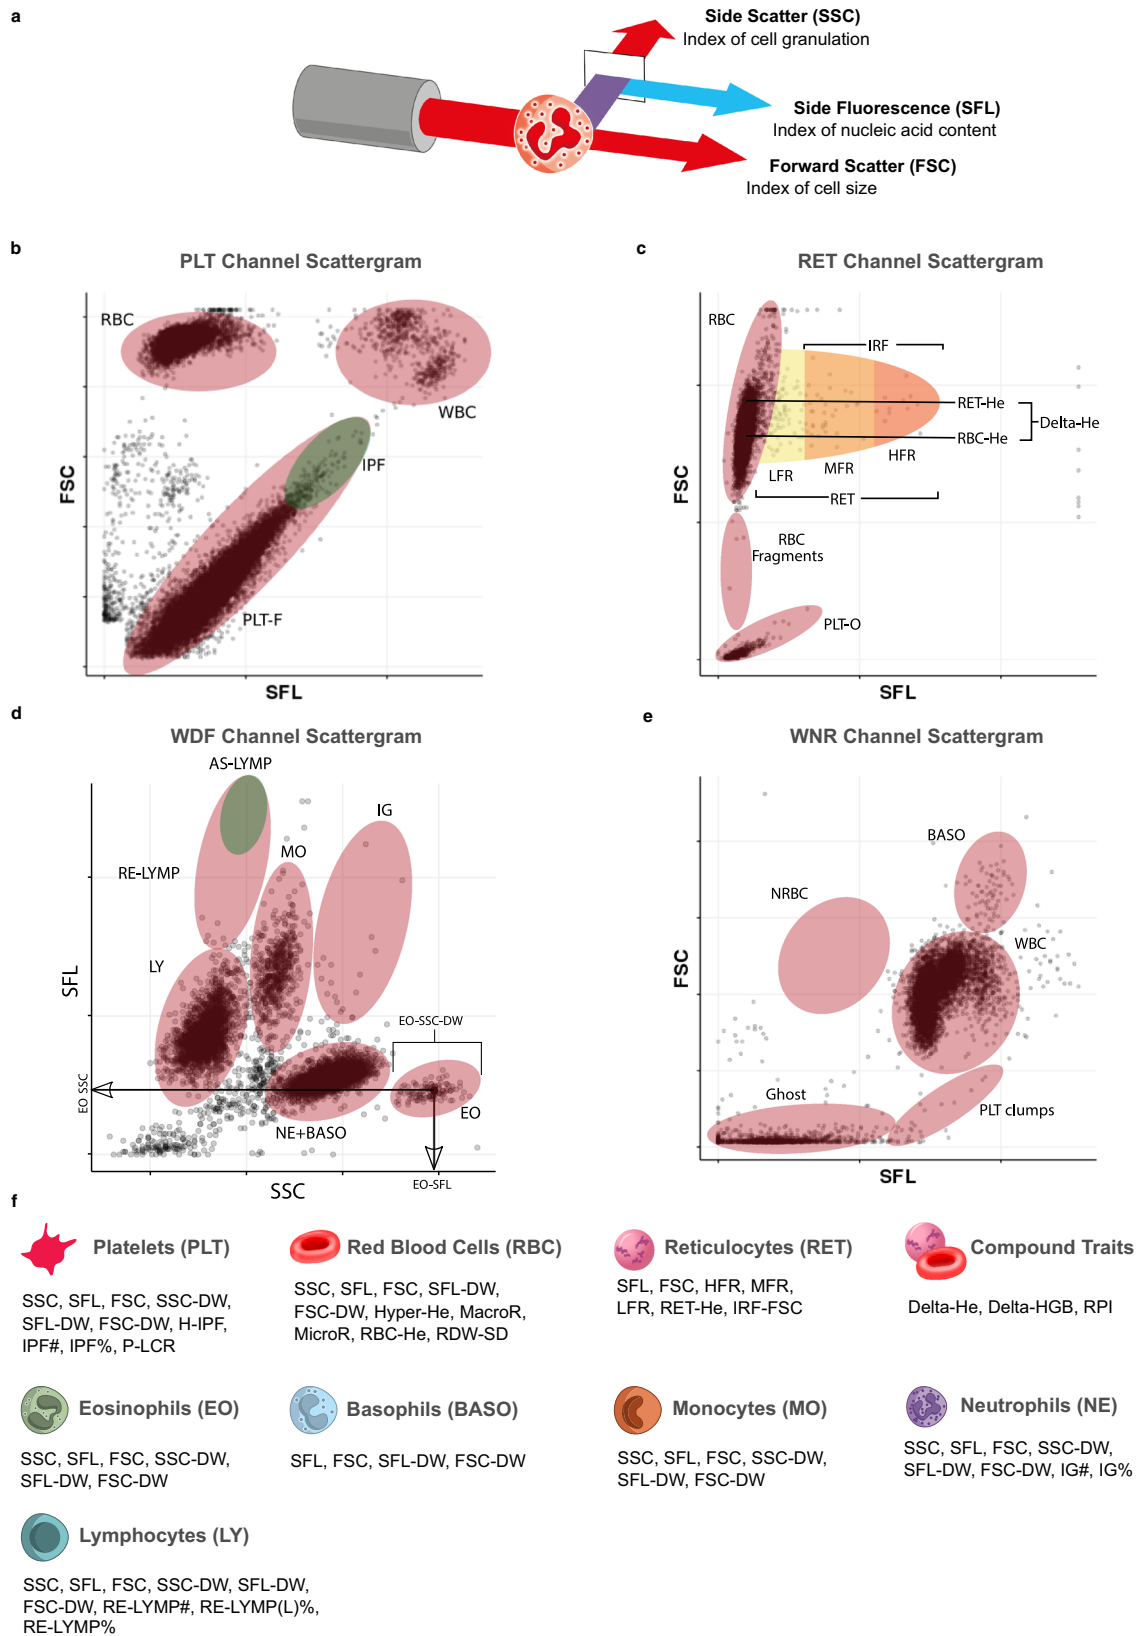 a
Side Scatter (SSC)
Index of cell granulation
Side Fluorescence (SFL)
Index of nucleic acid content
Forward Scatter (FSC)
Index of cell size
b
PLT Channel Scattergram
RBC
WBC
IPF
PLT-F
FSC
SFL
c
RET Channel Scattergram
RBC
IRF
RET-He
Delta-He
RBC-He
HFR
MFR
LFR
RET
RBC
Fragments
PLT-O
FSC
SFL
d
WDF Channel Scattergram
AS-LYMP
IG
MO
RE-LYMP
LY
EO-SSC-DW
EO
NE+BASO
EO-SSC
EO-SFL
SFL
SSC
e
WNR Channel Scattergram
BASO
NRBC
WBC
Ghost
PLT clumps
FSC
SFL
f
Platelets (PLT)
SSC, SFL, FSC, SSC-DW,
SFL-DW, FSC-DW, H-IPF,
IPF#, IPF%, P-LCR
Red Blood Cells (RBC)
SSC, SFL, FSC, SFL-DW,
FSC-DW, Hyper-He, MacroR,
MicroR, RBC-He, RDW-SD
Reticulocytes (RET)
SFL, FSC, HFR, MFR,
LFR, RET-He, IRF-FSC
Compound Traits
Delta-He, Delta-HGB, RPI
Eosinophils (EO)
SSC, SFL, FSC, SSC-DW,
SFL-DW, FSC-DW
Basophils (BASO)
SFL, FSC, SFL-DW, FSC-DW
Monocytes (MO)
SSC, SFL, FSC, SSC-DW,
SFL-DW, FSC-DW
Neutrophils (NE)
SSC, SFL, FSC, SSC-DW,
SFL-DW, FSC-DW, IG#, IG%
Lymphocytes (LY)
SSC, SFL, FSC, SSC-DW, SFL-DW,
FSC-DW, RE-LYMP#, RE-LYMP(L)%,
RE-LYMP%